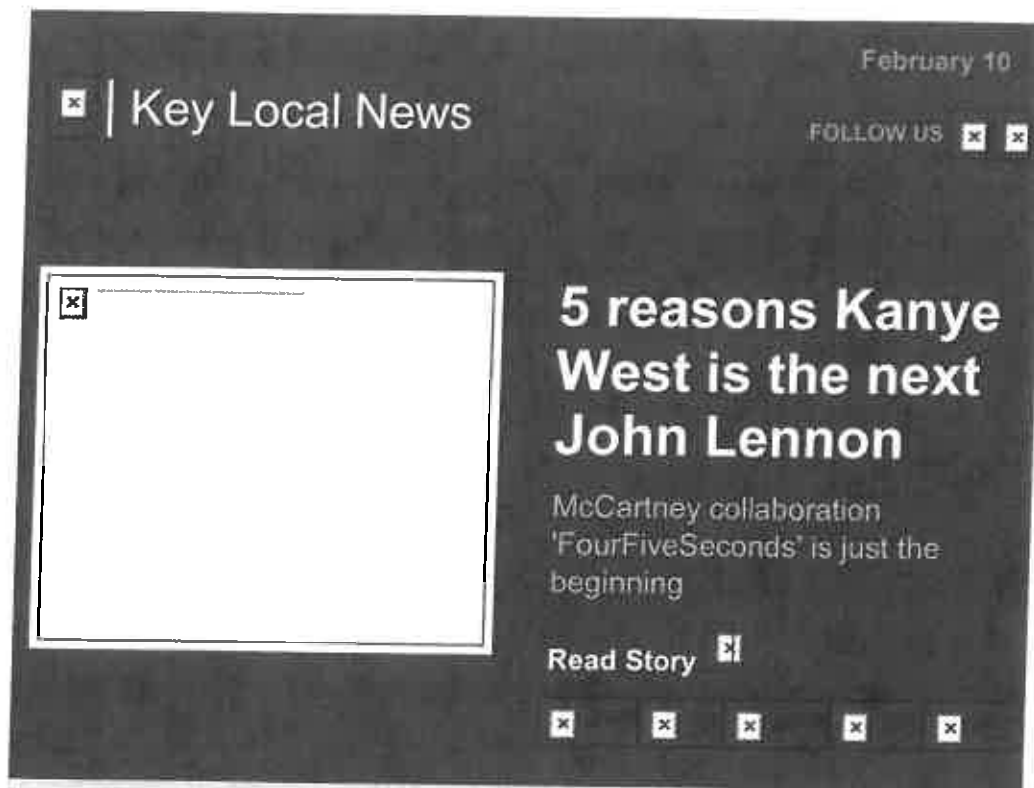 February 10
Key Local News
FOLLOW US
5 reasons Kanye
West is the next
John Lennon
McCartney collaboration
'FourFiveSeconds' is just the
beginning
Read Story